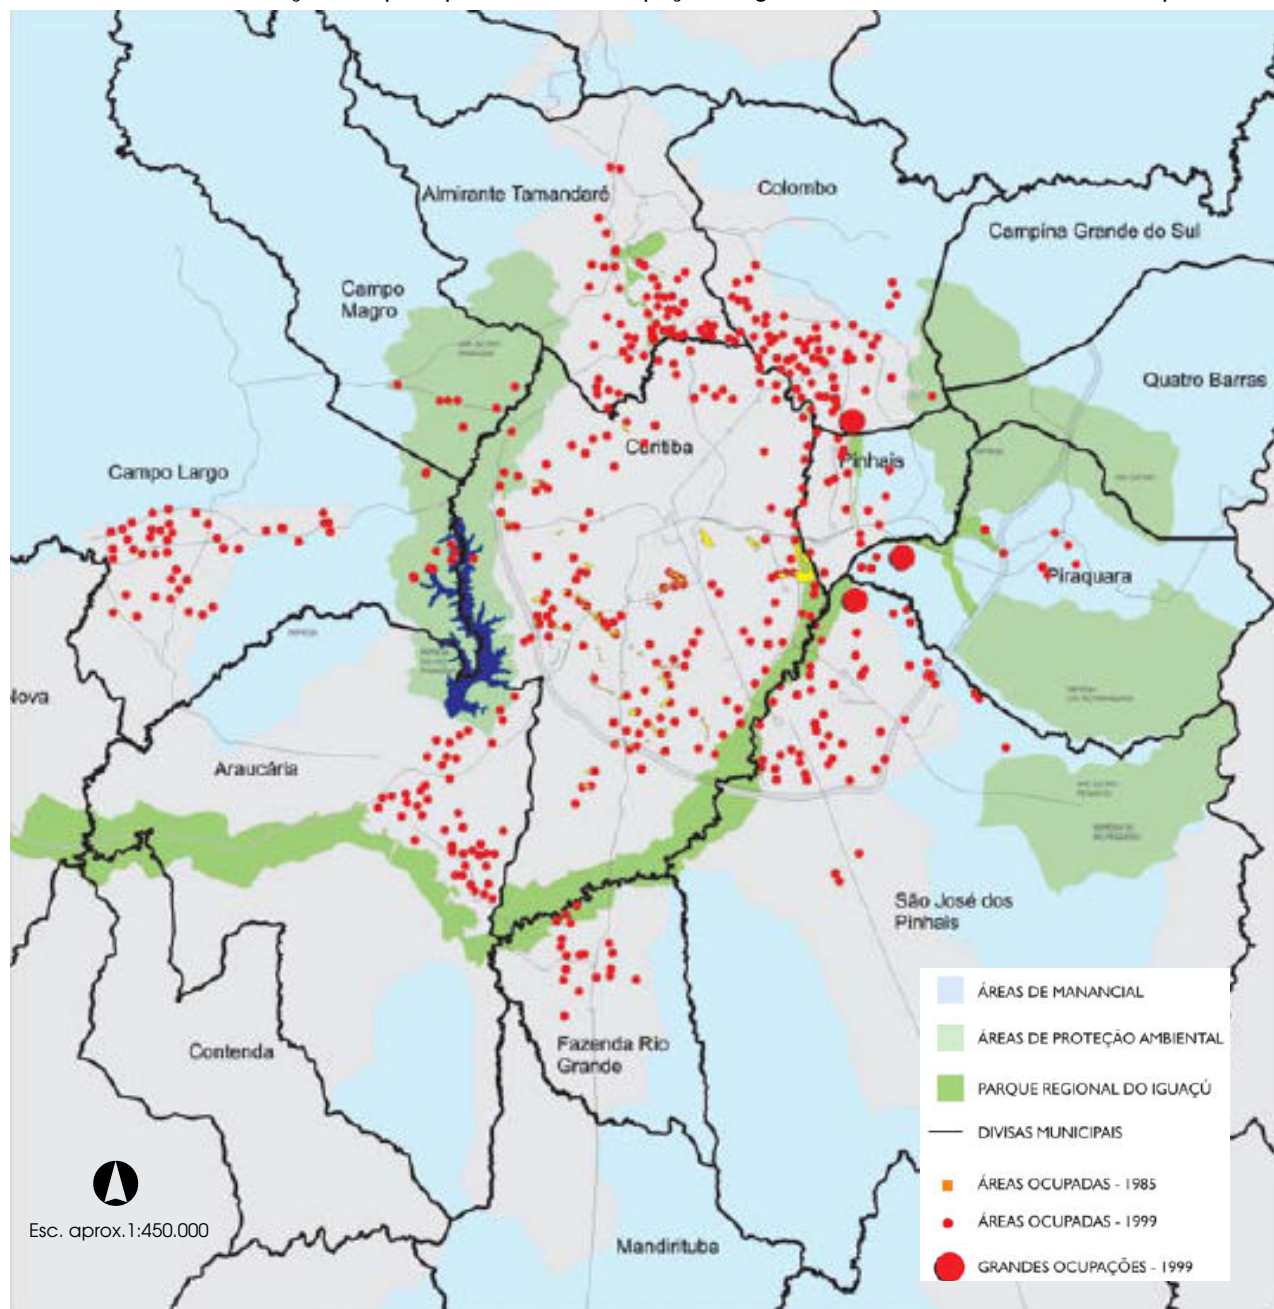 Almirante Tamandaré
Colombo
Campina Grande do Sul
Campo
Magro
Quatro Barras
Curitiba
Pinhais
Campo Largo
Piraquara
Araucária
São José dos
Pinhais
ÁREAS DE MANANCIAL
ÁREAS DE PROTEÇÃO AMBIENTAL
PARQUE REGIONAL DO IGUAÇÚ
DIVISAS MUNICIPAIS
ÁREAS OCUPADAS - 1985
ÁREAS OCUPADAS - 1999
GRANDES OCUPAÇÕES - 1999
Fazenda Rio
Grande
Contenda
Esc. aprox.1:450.000
Mandirituba